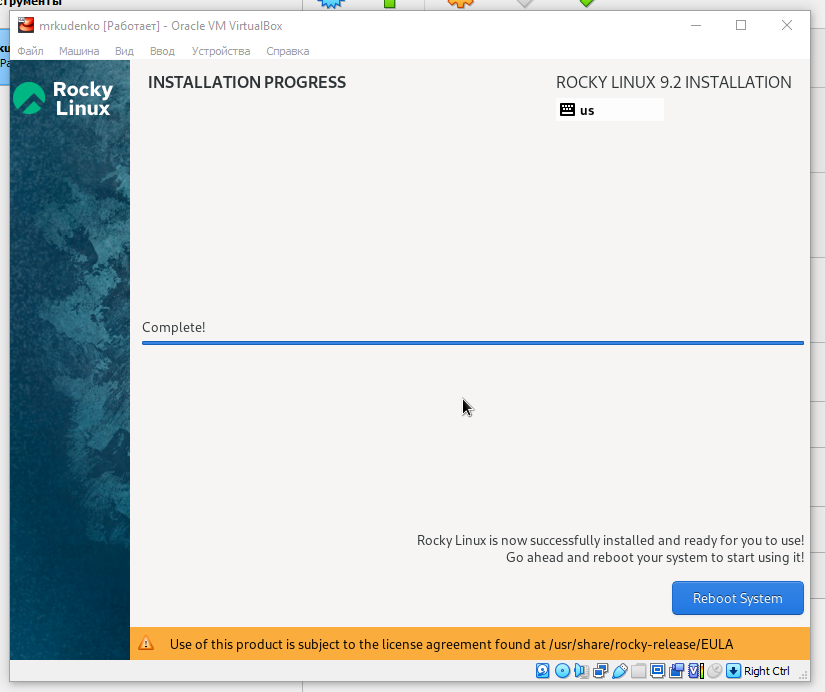 струменты
mrkudenko [Работает] - Oracle VM VirtualBox
Файл Машина Вид Ввод Устройства Справка
Rocky
Linux
INSTALLATION PROGRESS
ROCKY LINUX 9.2 INSTALLATION
us
Complete!
Rocky Linux is now successfully installed and ready for you to use!
Go ahead and reboot your system to start using it!
Reboot System
Use of this product is subject to the license agreement found at /usr/share/rocky-release/EULA
Right Ctrl